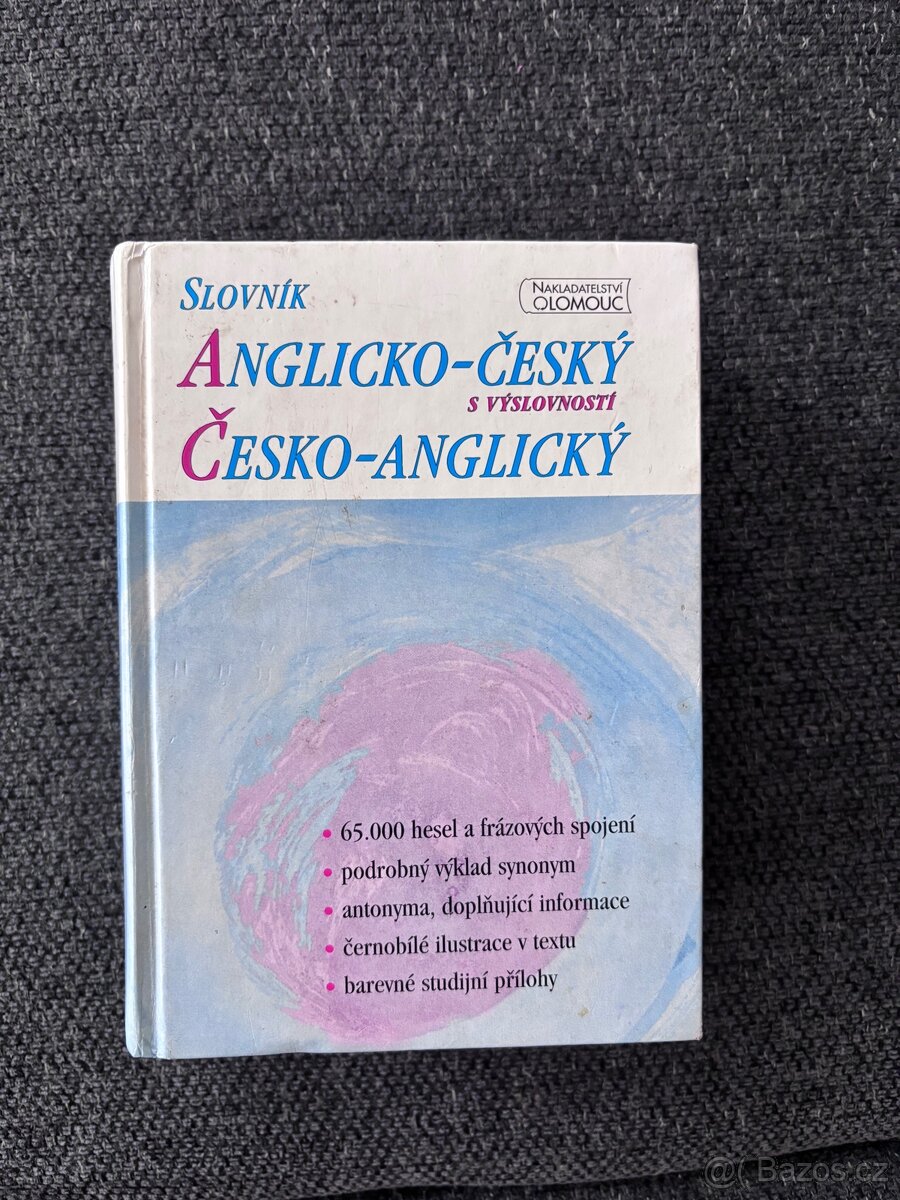 SLOVNÍK
NAKLADATELSTVÍ
OLOMOUC
ANGLICKO-ČESKÝ
S VÝSLOVNOSTÍ
ČESKO-ANGLICKÝ
• 65.000 hesel a frázových spojení
• podrobný výklad synonym
• antonyma, doplňující informace
• černobílé ilustrace v textu
• barevné studijní přílohy
@ Bazos.cz